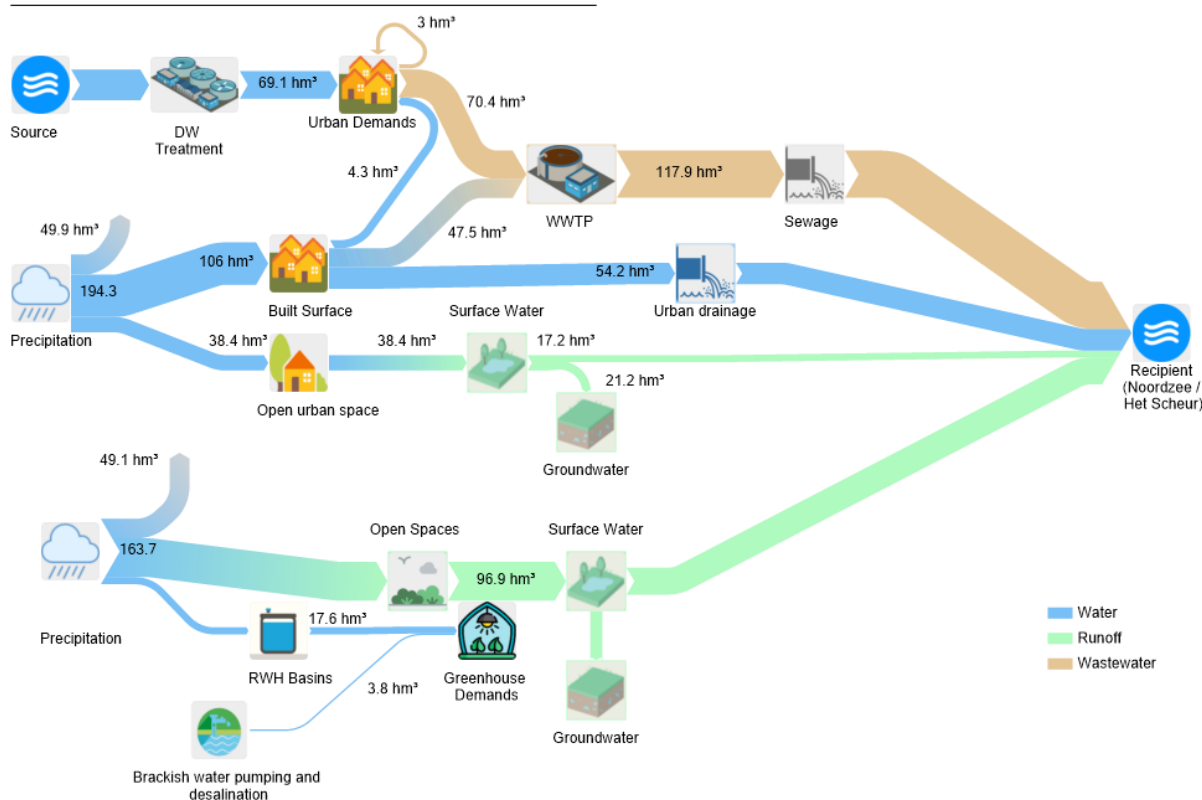 3 hm³
69.1 hm³
70.4 hm³
Source
DW
Treatment
Urban Demands
4.3 hm³
117.9 hm³
WWTP
Sewage
49.9 hm³
47.5 hm³
106 hm³
194.3
54.2 hm³
Precipitation
Built Surface
Surface Water
Urban drainage
38.4 hm³
38.4 hm³
17.2 hm³
21.2 hm³
Open urban space
Groundwater
Recipient
(Noordzee /
Het Scheur)
49.1 hm³
Open Spaces
Surface Water
163.7
96.9 hm³
Precipitation
17.6 hm³
RWH Basins
3.8 hm³
Greenhouse
Demands
Groundwater
Brackish water pumping and
desalination
Water
Runoff
Wastewater